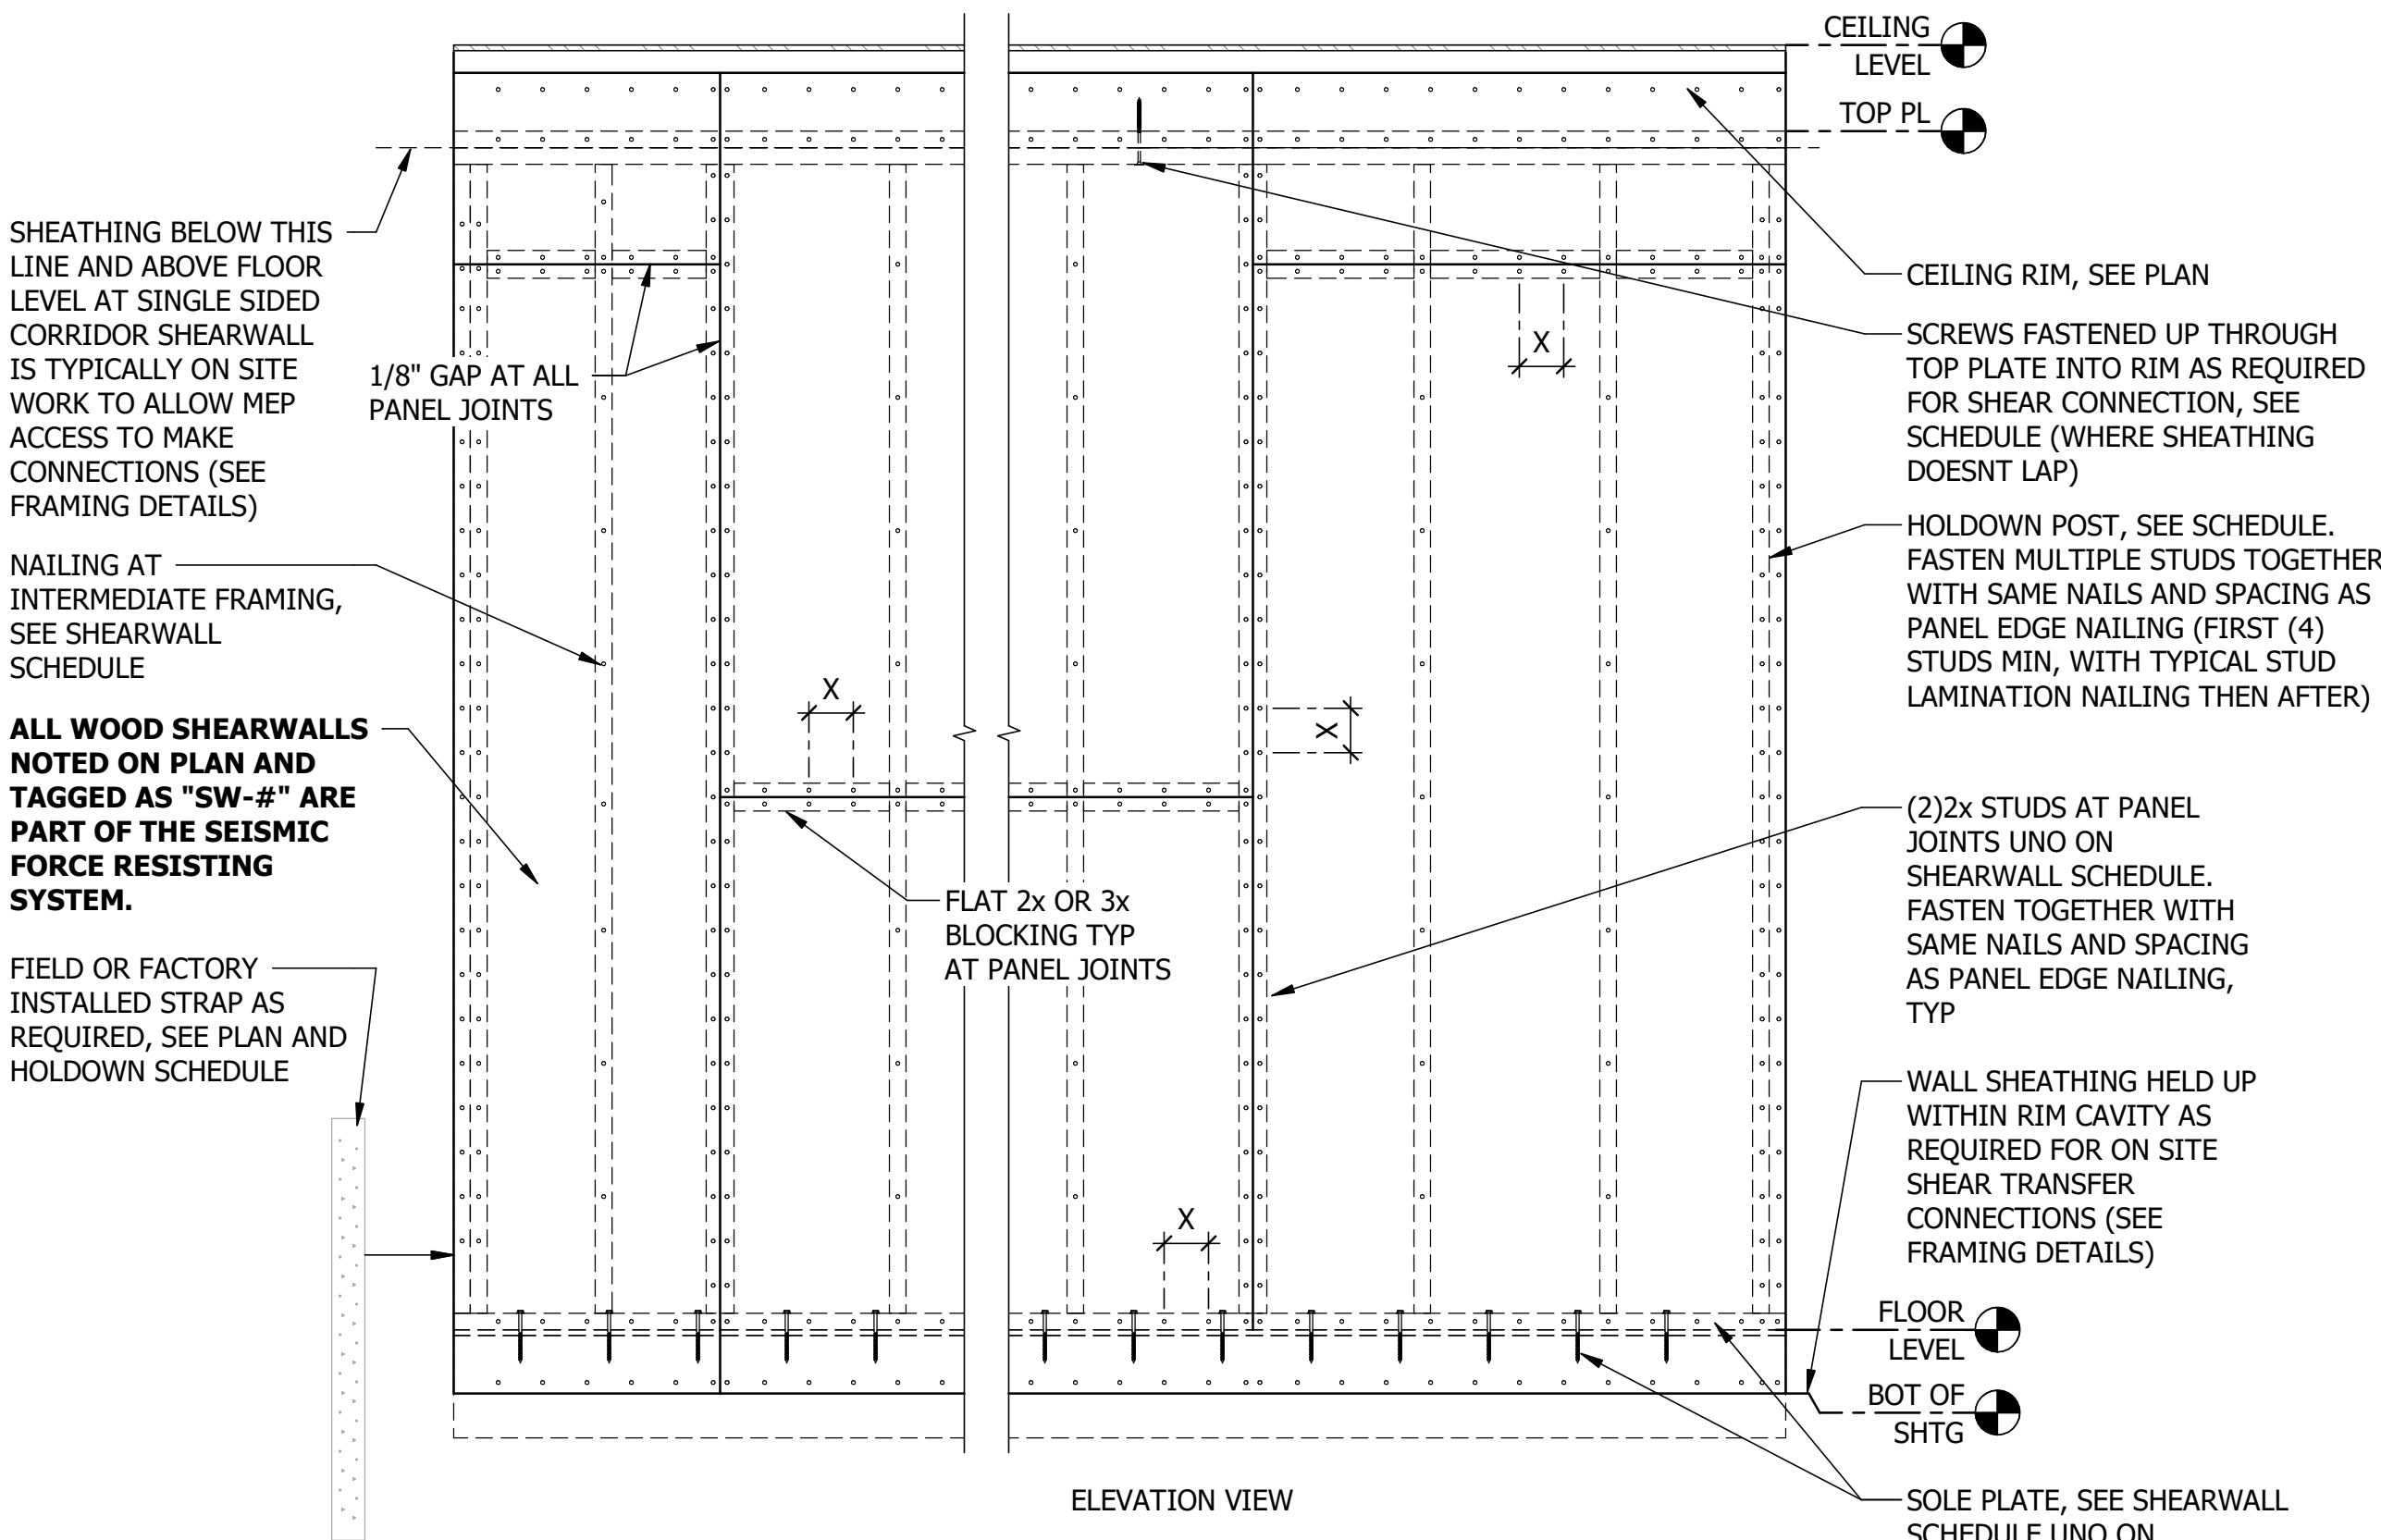 CEILING
LEVEL
TOP PL
SHEATHING BELOW THIS
LINE AND ABOVE FLOOR
LEVEL AT SINGLE SIDED
CORRIDOR SHEARWALL
IS TYPICALLY ON SITE
WORK TO ALLOW MEP
ACCESS TO MAKE
CONNECTIONS (SEE
FRAMING DETAILS)
1/8" GAP AT ALL
PANEL JOINTS
NAILING AT
INTERMEDIATE FRAMING,
SEE SHEARWALL
SCHEDULE
ALL WOOD SHEARWALLS
NOTED ON PLAN AND
TAGGED AS "SW-#" ARE
PART OF THE SEISMIC
FORCE RESISTING
SYSTEM.
FIELD OR FACTORY
INSTALLED STRAP AS
REQUIRED, SEE PLAN AND
HOLDOWN SCHEDULE
X
X
X
X
FLAT 2x OR 3x
BLOCKING TYP
AT PANEL JOINTS
CEILING RIM, SEE PLAN
SCREWS FASTENED UP THROUGH
TOP PLATE INTO RIM AS REQUIRED
FOR SHEAR CONNECTION, SEE
SCHEDULE (WHERE SHEATHING
DOESNT LAP)
HOLDOWN POST, SEE SCHEDULE.
FASTEN MULTIPLE STUDS TOGETHER
WITH SAME NAILS AND SPACING AS
PANEL EDGE NAILING (FIRST (4)
STUDS MIN, WITH TYPICAL STUD
LAMINATION NAILING THEN AFTER)
(2)2x STUDS AT PANEL
JOINTS UNO ON
SHEARWALL SCHEDULE.
FASTEN TOGETHER WITH
SAME NAILS AND SPACING
AS PANEL EDGE NAILING,
TYP
WALL SHEATHING HELD UP
WITHIN RIM CAVITY AS
REQUIRED FOR ON SITE
SHEAR TRANSFER
CONNECTIONS (SEE
FRAMING DETAILS)
FLOOR
LEVEL
BOT OF
SHTG
SOLE PLATE, SEE SHEARWALL
SCHEDULE UNO ON
ELEVATION VIEW